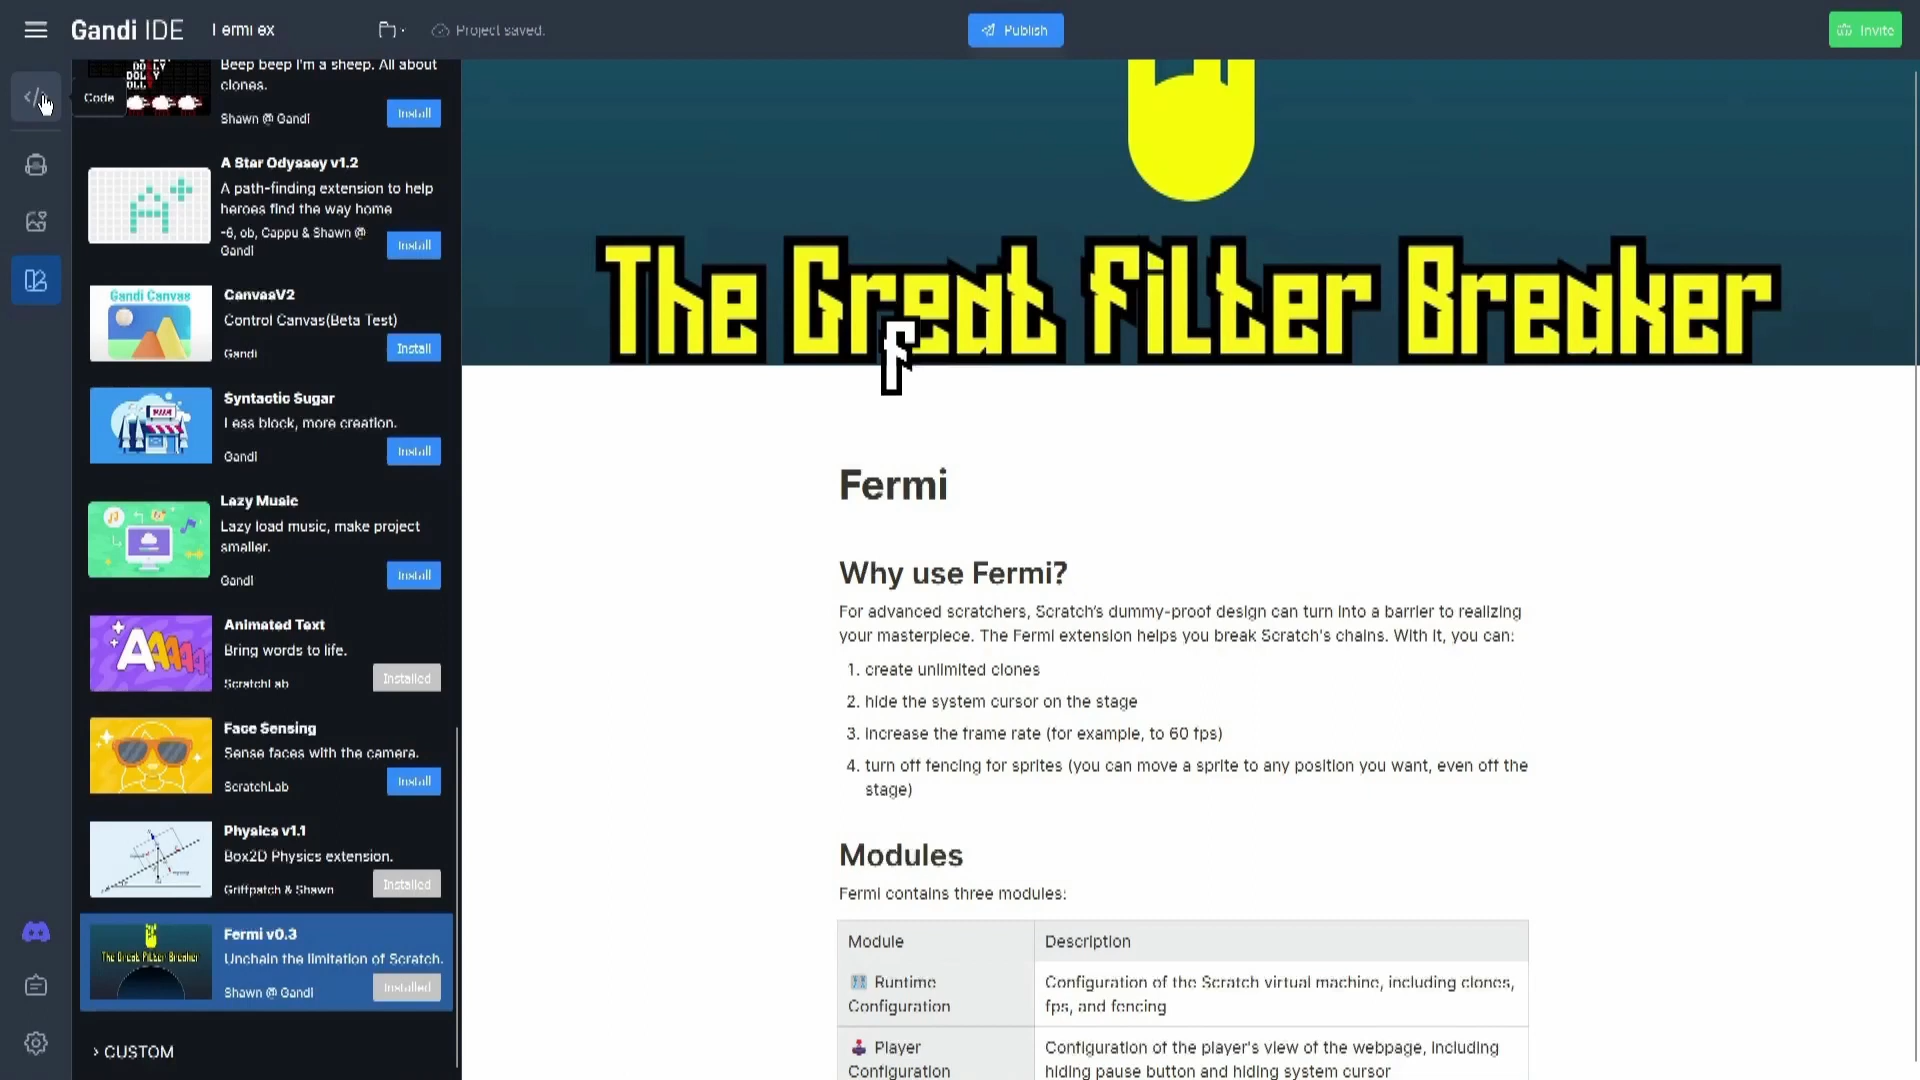 Gandi IDE
Fermi ex
Project saved.
Publish
Invite
Code
DOLLY
Beep beep I'm a sheep. All about
clones.
Shawn @ Gandi
Install
A Star Odyssey v1.2
A path-finding extension to help
heroes find the way home
-6, ob, Cappu & Shawn @
Gandi
Install
Gandi Canvas
CanvasV2
Control Canvas(Beta Test)
Gandi
Install
Syntactic Sugar
Less block, more creation.
Gandi
Install
Lazy Music
Lazy load music, make project
smaller.
Gandi
Install
Animated Text
Bring words to life.
ScratchLab
Installed
Face Sensing
Sense faces with the camera.
ScratchLab
Install
Physics v1.1
Box2D Physics extension.
Griffpatch & Shawn
Installed
The Great Filter Breaker
Fermi v0.3
Unchain the limitation of Scratch.
Shawn @ Gandi
Installed
CUSTOM
The Great Filter Breaker
Fermi
Why use Fermi?
For advanced scratchers, Scratch's dummy-proof design can turn into a barrier to realizing
your masterpiece. The Fermi extension helps you break Scratch's chains. With it, you can:
1. create unlimited clones
2. hide the system cursor on the stage
3. increase the frame rate (for example, to 60 fps)
4. turn off fencing for sprites (you can move a sprite to any position you want, even off the
stage)
Modules
Fermi contains three modules:
Module Description
Runtime
Configuration
Configuration of the Scratch virtual machine, including clones,
fps, and fencing
Player
Configuration
Configuration of the player's view of the webpage, including
hiding pause button and hiding system cursor